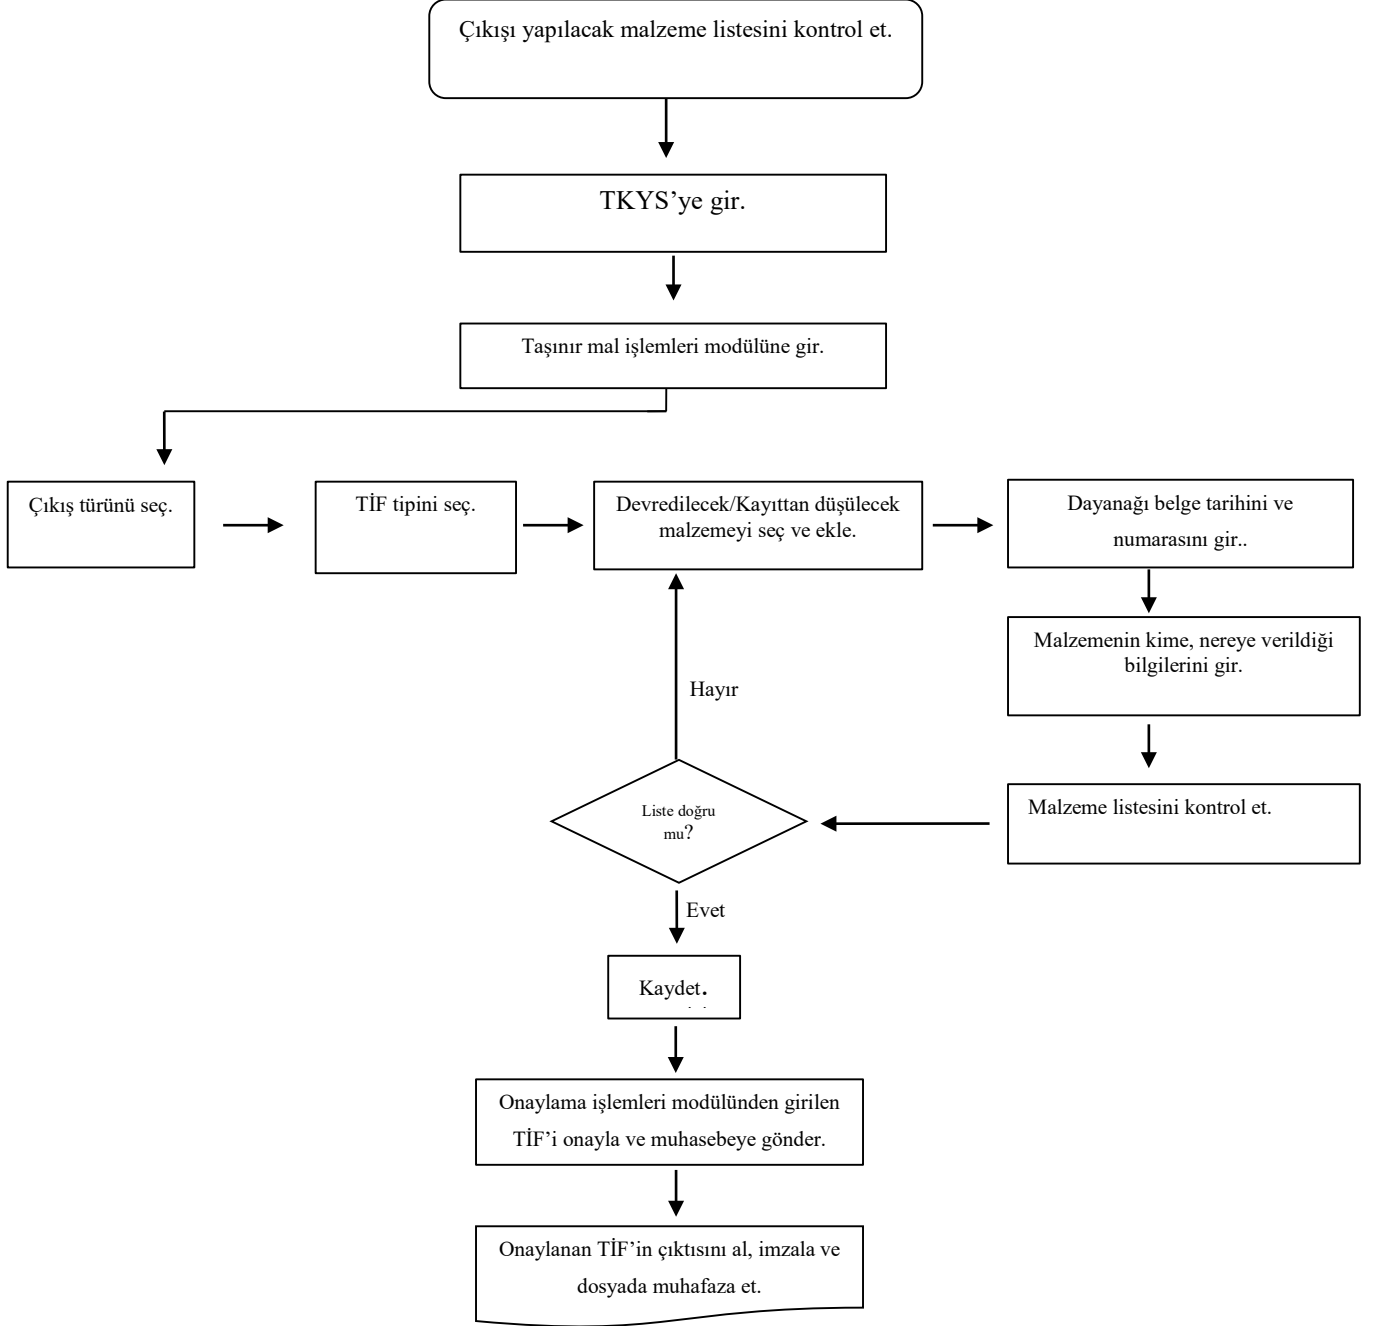 Çıkışı yapılacak malzeme listesini kontrol et.
TKYS’ye gir.
Taşınır mal işlemleri modülüne gir.
Çıkış türünü seç.
TİF tipini seç.
Devredilecek/Kayıttan düşülecek
malzemeyi seç ve ekle.
Dayanağı belge tarihini ve
numarasını gir..
Malzemenin kime, nereye verildiği
bilgilerini gir.
Malzeme listesini kontrol et.
Hayır
Liste doğru
mu?
Evet
Kaydet.
Onaylama işlemleri modülünden girilen
TİF’i onayla ve muhasebeye gönder.
Onaylanan TİF’in çıktısını al, imzala ve
dosyada muhafaza et.